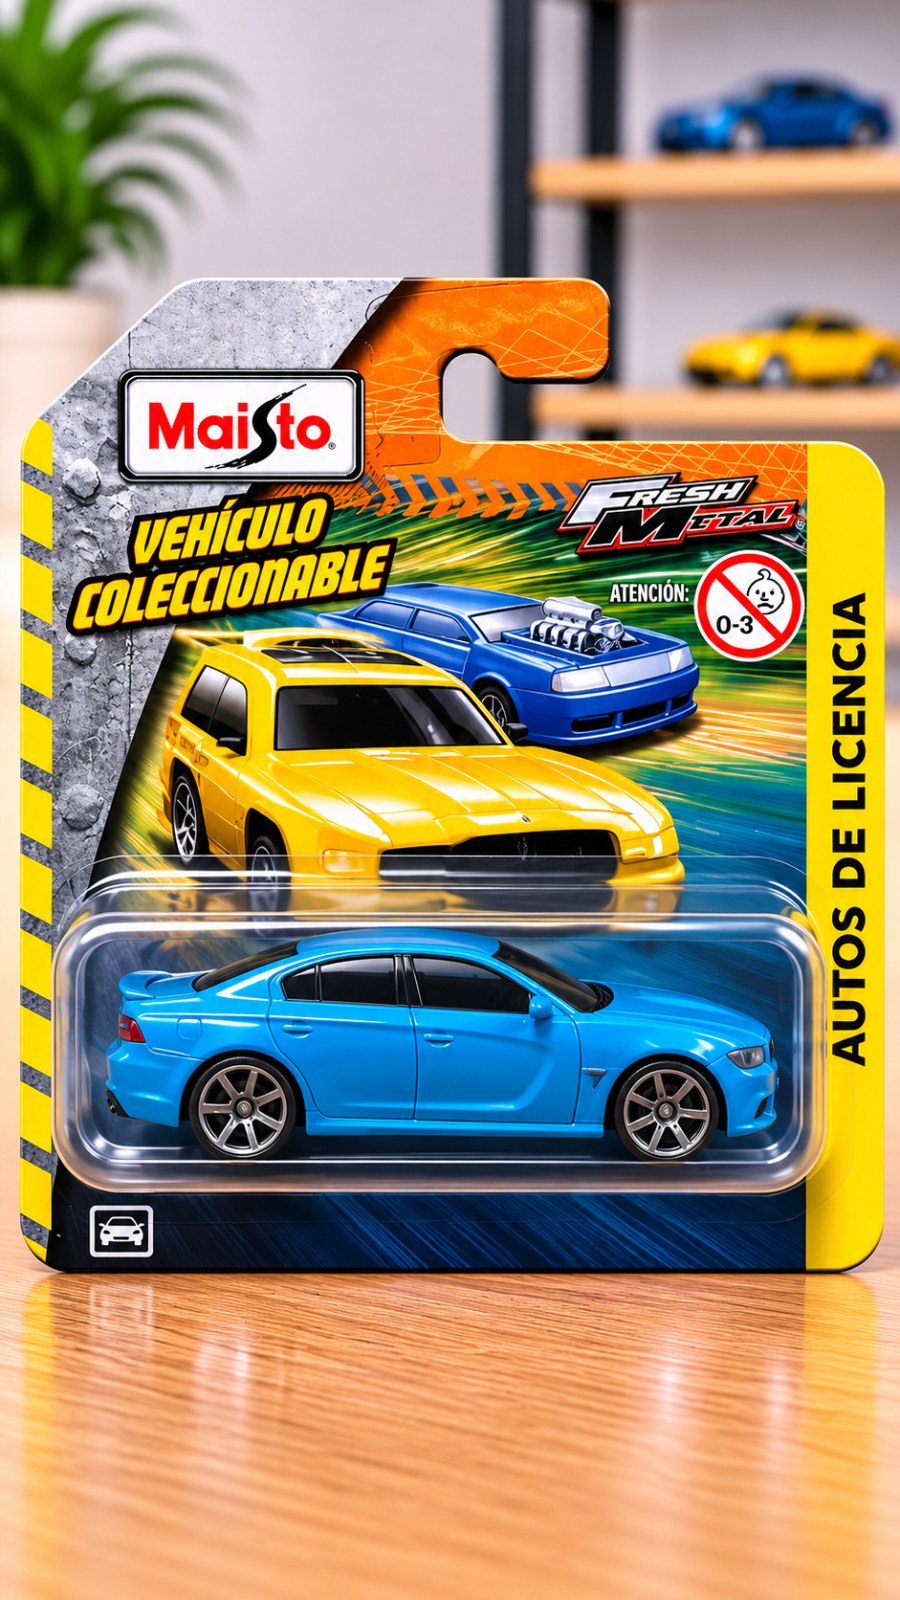 Maisto
VEHÍCULO
COLECCIONABLE
FRESH
METAL
ATENCIÓN:
0-3
AUTOS DE LICENCIA